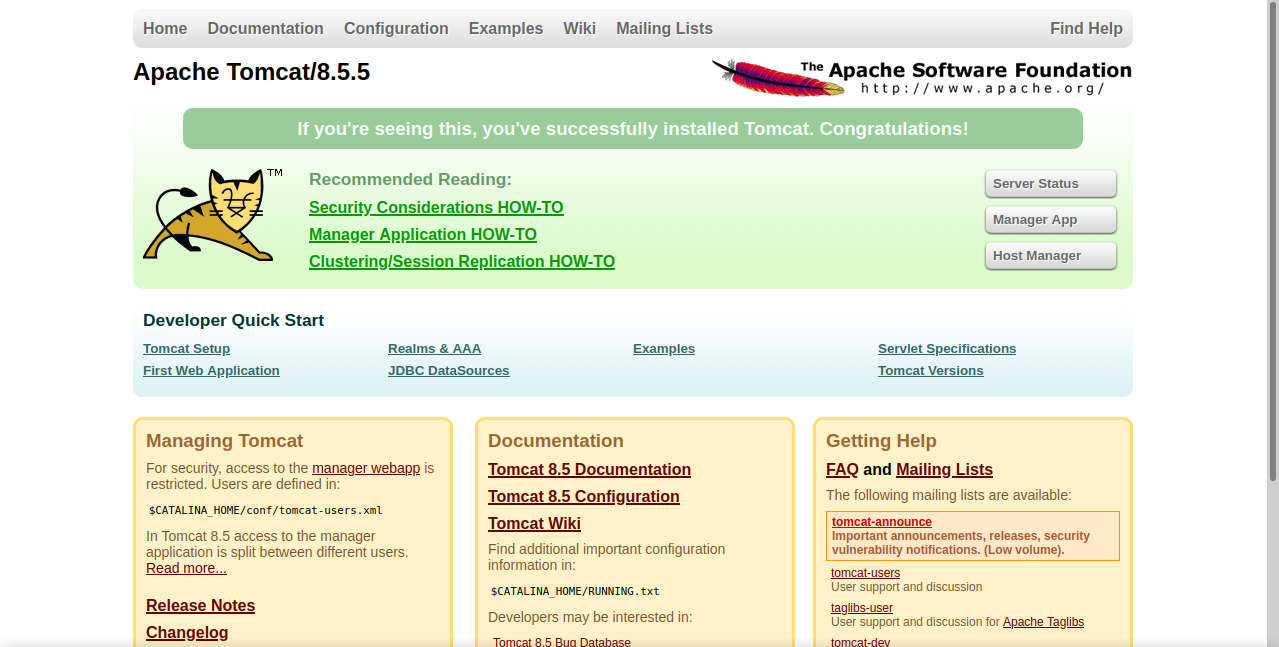 Home Documentation Configuration Examples Wiki Mailing Lists Find Help
Apache Tomcat/8.5.5
The Apache Software Foundation
http://www.apache.org/
If you're seeing this, you've successfully installed Tomcat. Congratulations!
TM
Recommended Reading:
Security Considerations HOW-TO
Manager Application HOW-TO
Clustering/Session Replication HOW-TO
Server Status
Manager App
Host Manager
Developer Quick Start
Tomcat Setup
First Web Application
Realms & AAA
JDBC DataSources
Examples
Servlet Specifications
Tomcat Versions
Managing Tomcat
For security, access to the manager webapp is
restricted. Users are defined in:
$CATALINA_HOME/conf/tomcat-users.xml
In Tomcat 8.5 access to the manager
application is split between different users.
Read more...
Release Notes
Changelog
Documentation
Tomcat 8.5 Documentation
Tomcat 8.5 Configuration
Tomcat Wiki
Find additional important configuration
information in:
$CATALINA_HOME/RUNNING.txt
Developers may be interested in:
Tomcat 8.5 Bug Database
Getting Help
FAQ and Mailing Lists
The following mailing lists are available:
tomcat-announce
Important announcements, releases, security
vulnerability notifications. (Low volume).
tomcat-users
User support and discussion
taglibs-user
User support and discussion for Apache Taglibs
tomcat-dev